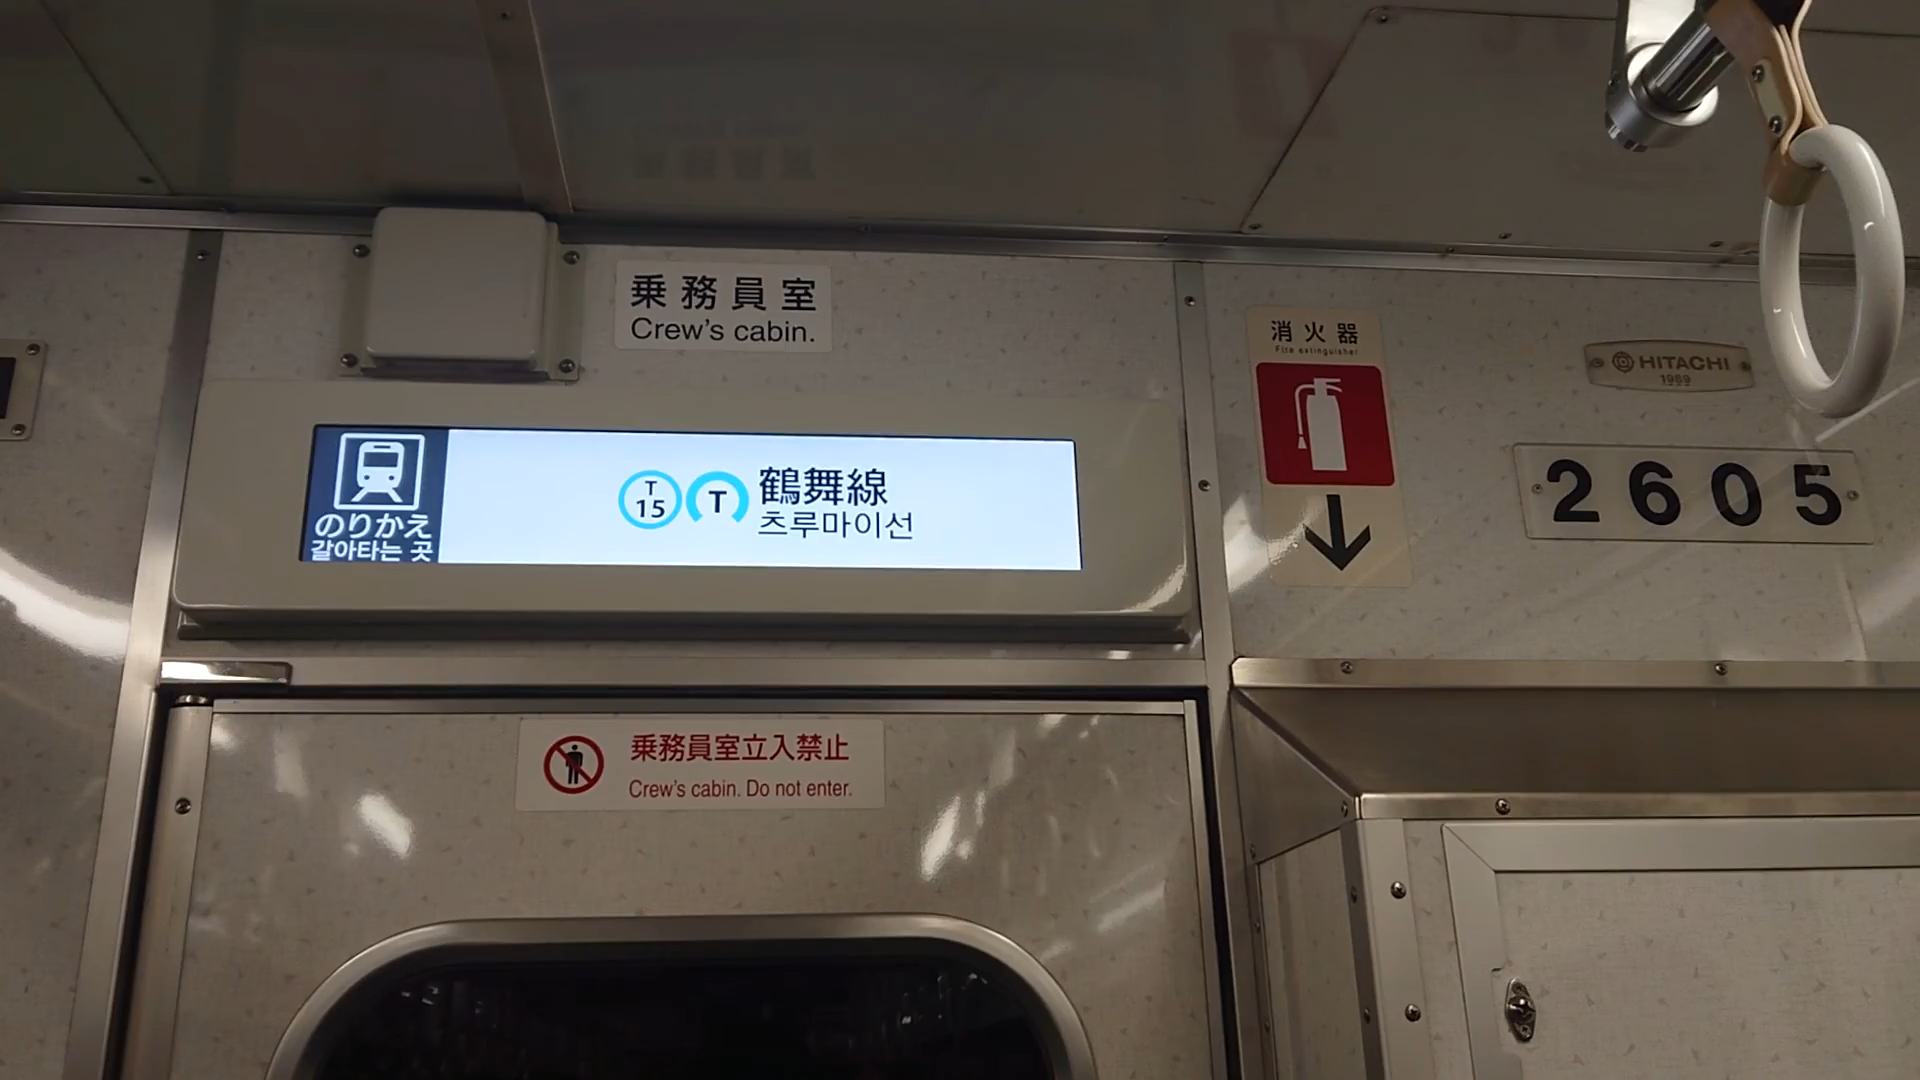 乗務員室
Crew's cabin.
消火器
Fire extinguisher
HITACHI
1989
のりかえ
갈아타는 곳
T
15
T
鶴舞線
츠루마이선
2605
乗務員室立入禁止
Crew's cabin. Do not enter.